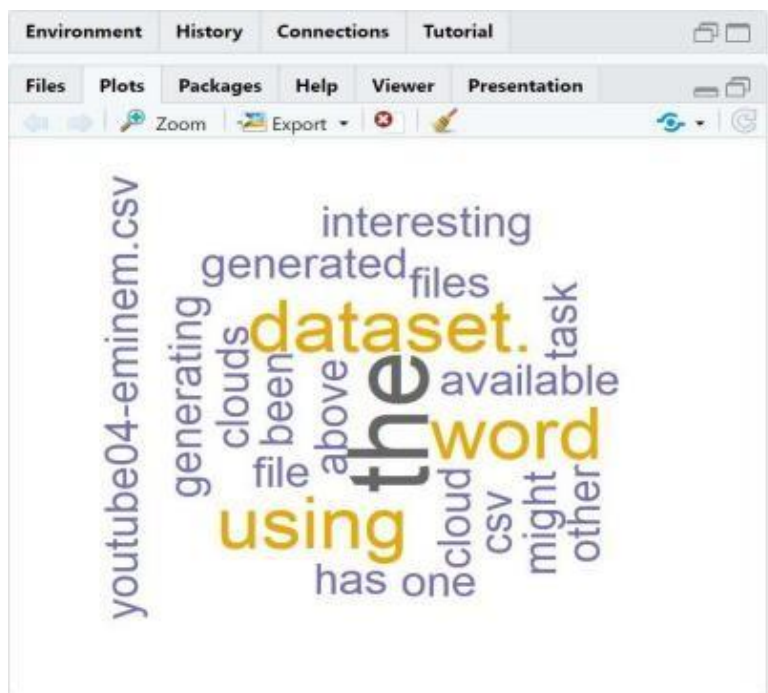 Environment History Connections Tutorial
Files Plots Packages Help Viewer Presentation
Zoom Export
youtube04-eminem.csv
interesting
generated
files
dataset.
task
generating
clouds
been
above
the
available
word
file
using
cloud
csv
might
other
has
one